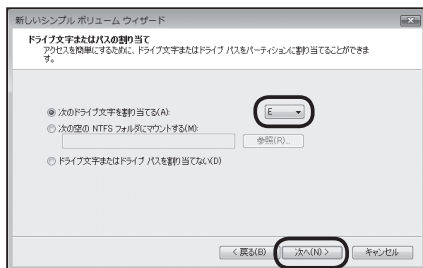 新しいシンプル ボリューム ウィザード
ドライブ文字またはパスの割り当て
アクセスを簡単にするために、ドライブ文字またはドライブ パスをパーティションに割り当てることができま
す。
次のドライブ文字を割り当てる(A):
E
次の空の NTFS フォルダにマウントする(M):
参照(R)...
ドライブ文字またはドライブ パスを割り当てない(D)
< 戻る(B)
次へ(N) >
キャンセル